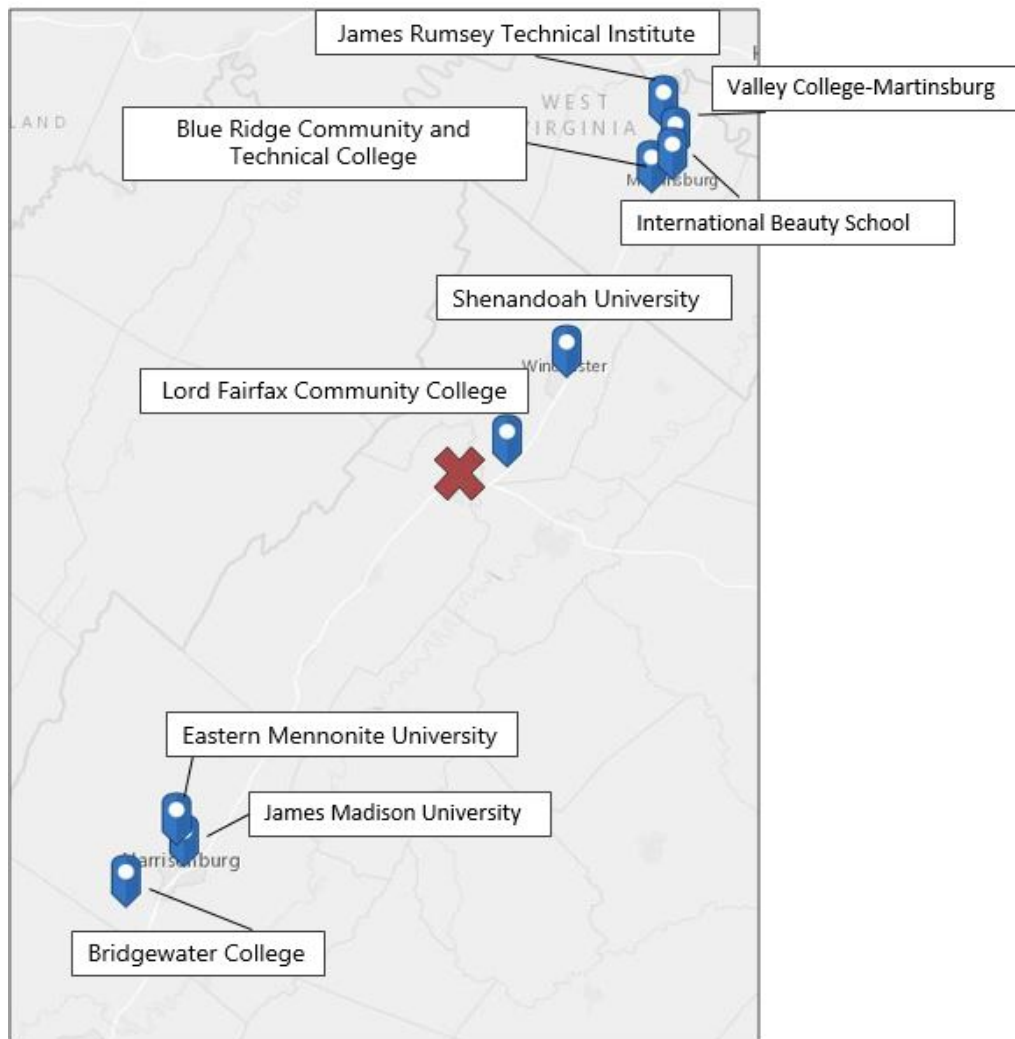 James Rumsey Technical Institute
Valley College-Martinsburg
WEST
VIRGINIA
LAND
Blue Ridge Community and
Technical College
International Beauty School
Shenandoah University
Lord Fairfax Community College
Eastern Mennonite University
James Madison University
Bridgewater College